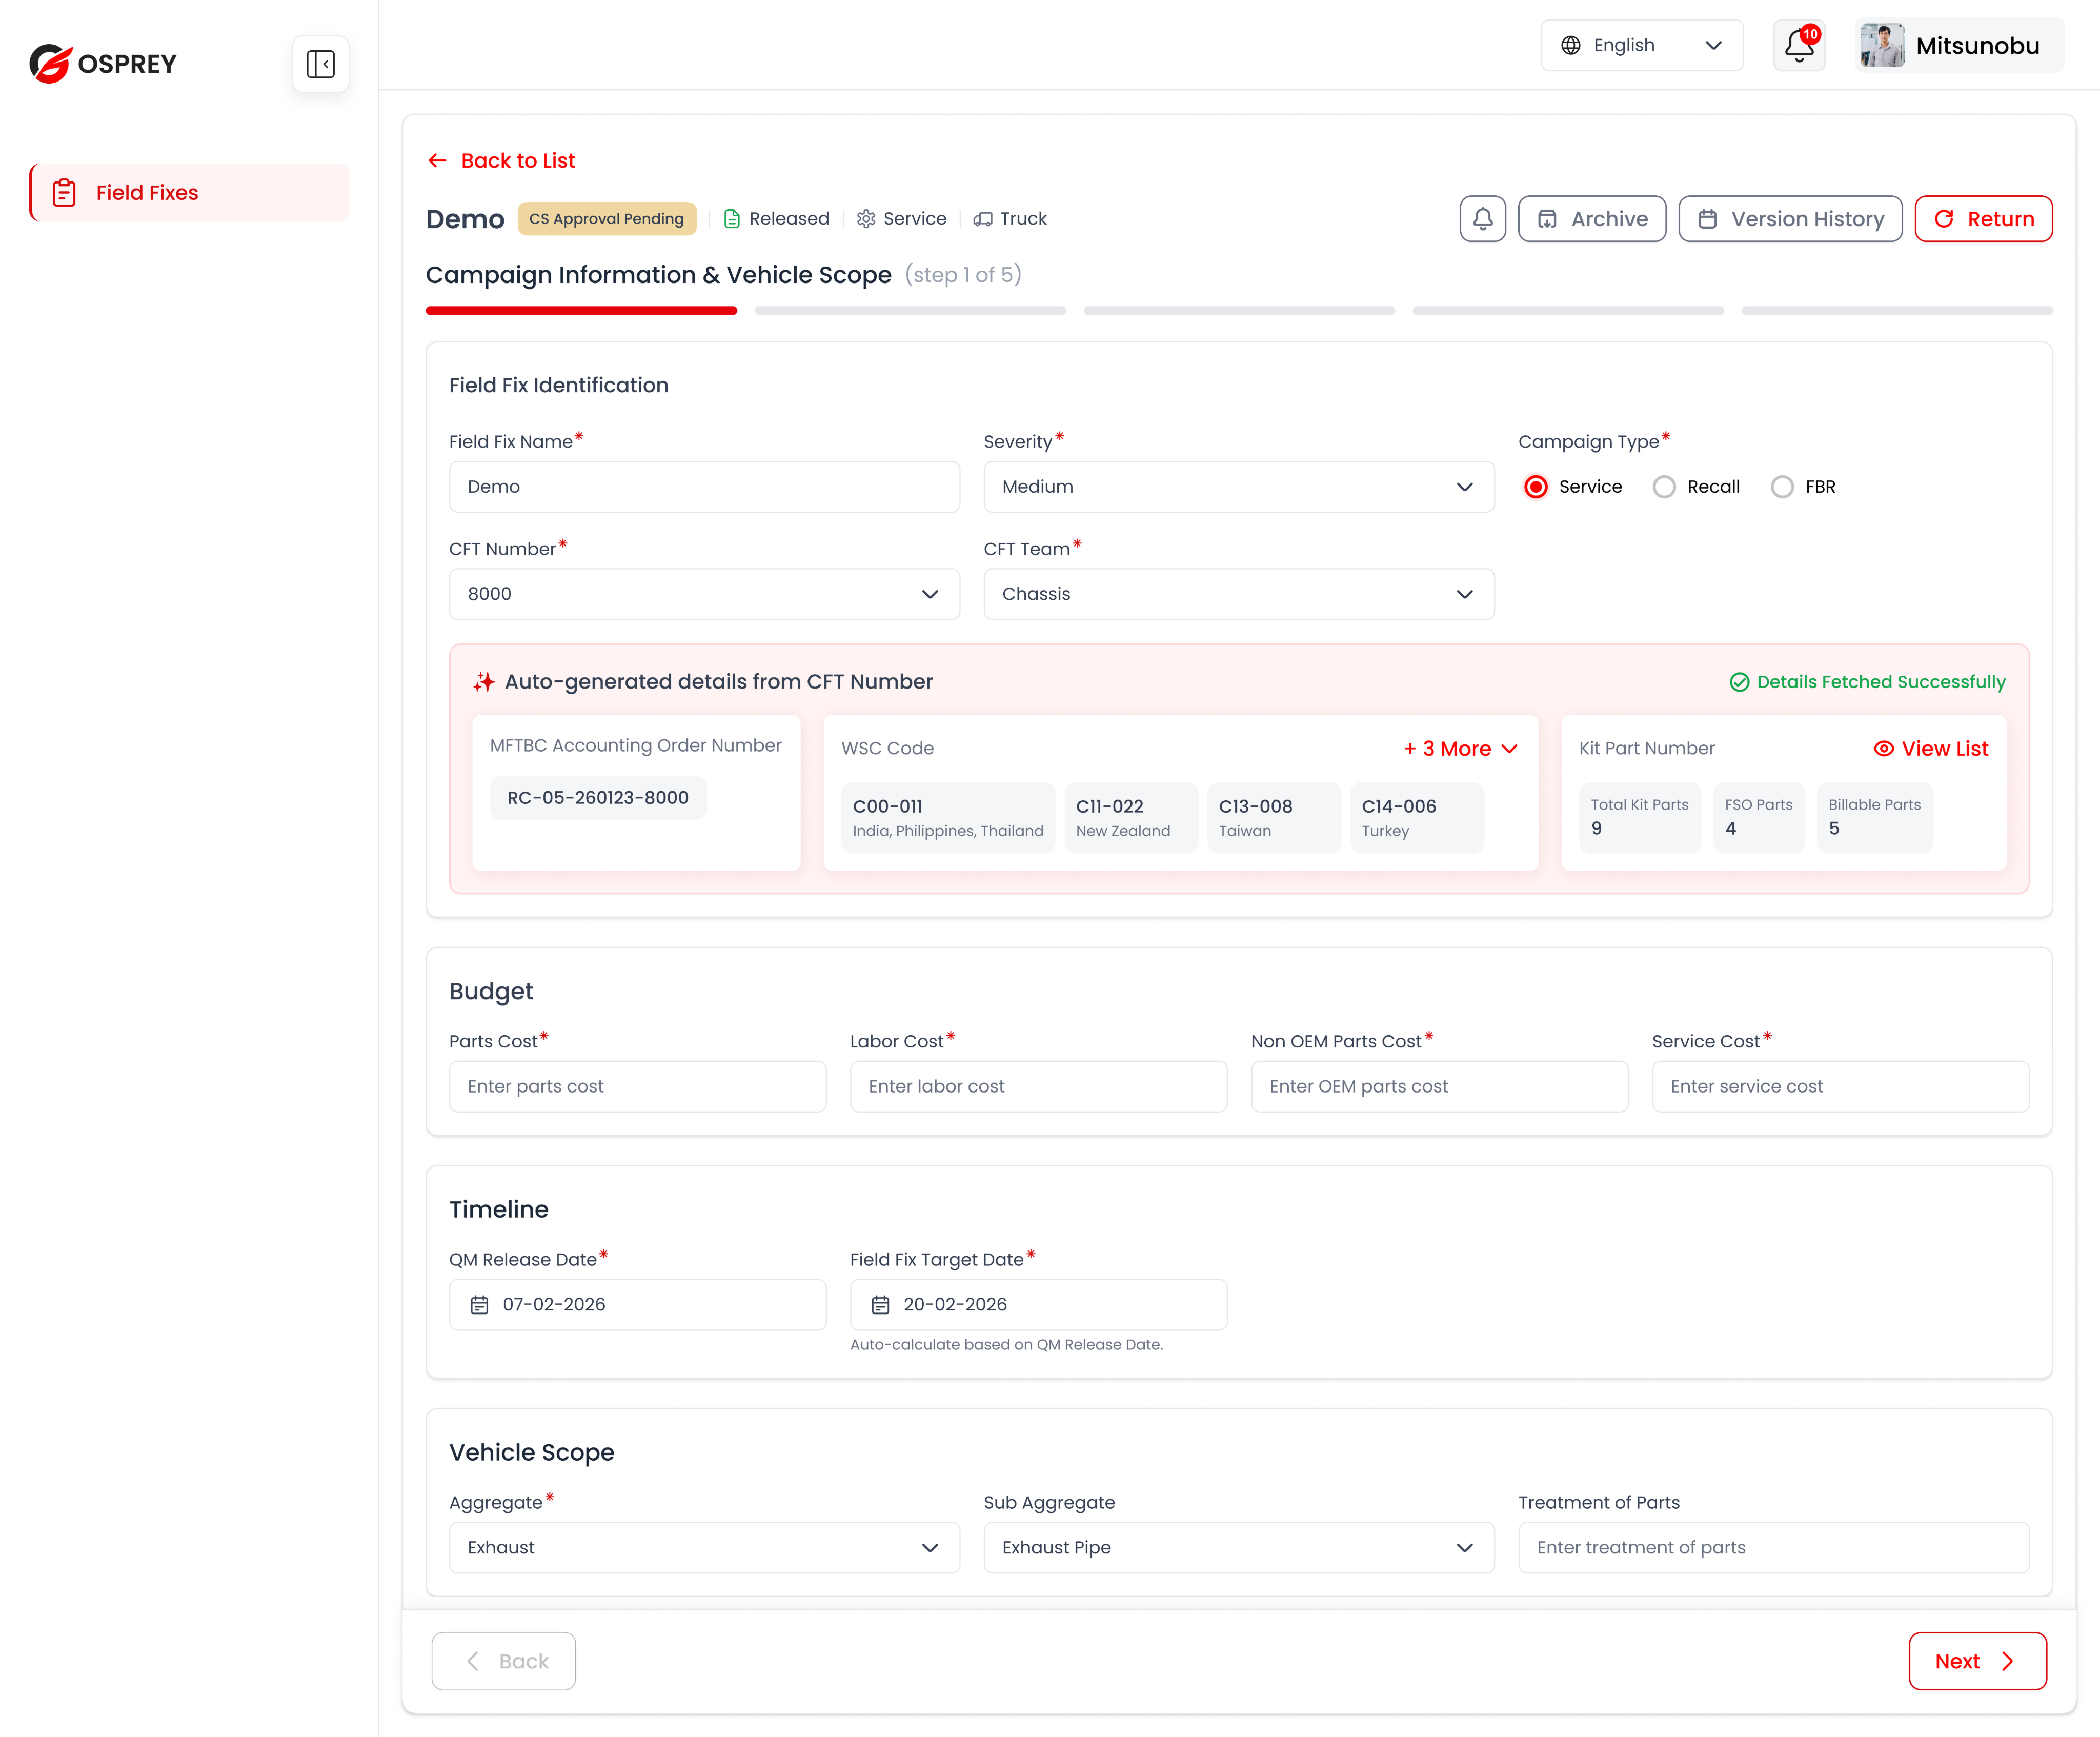 OSPREY
English
10
Mitsunobu
Field Fixes
Back to List
Demo
CS Approval Pending
Released
Service
Truck
Archive
Version History
Return
Campaign Information & Vehicle Scope (step 1 of 5)
Field Fix Identification
Field Fix Name*
Severity*
Campaign Type*
Demo
Medium
Service
Recall
FBR
CFT Number*
CFT Team*
8000
Chassis
Auto-generated details from CFT Number
Details Fetched Successfully
MFTBC Accounting Order Number
RC-05-260123-8000
WSC Code
+ 3 More
C00-011
India, Philippines, Thailand
C11-022
New Zealand
C13-008
Taiwan
C14-006
Turkey
Kit Part Number
View List
Total Kit Parts
9
FSO Parts
4
Billable Parts
5
Budget
Parts Cost*
Labor Cost*
Non OEM Parts Cost*
Service Cost*
Enter parts cost
Enter labor cost
Enter OEM parts cost
Enter service cost
Timeline
QM Release Date*
Field Fix Target Date*
07-02-2026
20-02-2026
Auto-calculate based on QM Release Date.
Vehicle Scope
Aggregate*
Sub Aggregate
Treatment of Parts
Exhaust
Exhaust Pipe
Enter treatment of parts
Back
Next